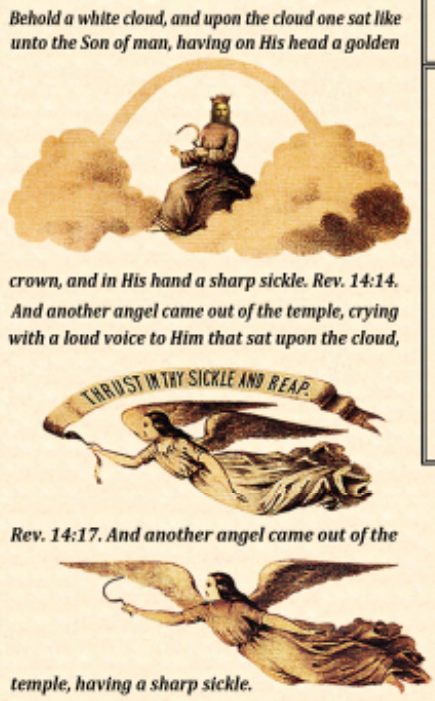 Behold a white cloud, and upon the cloud one sat like
unto the Son of man, having on His head a golden
crown, and in His hand a sharp sickle. Rev. 14:14.
And another angel came out of the temple, crying
with a loud voice to Him that sat upon the cloud,
THRUST IN THY SICKLE AND REAP.
Rev. 14:17. And another angel came out of the
temple, having a sharp sickle.